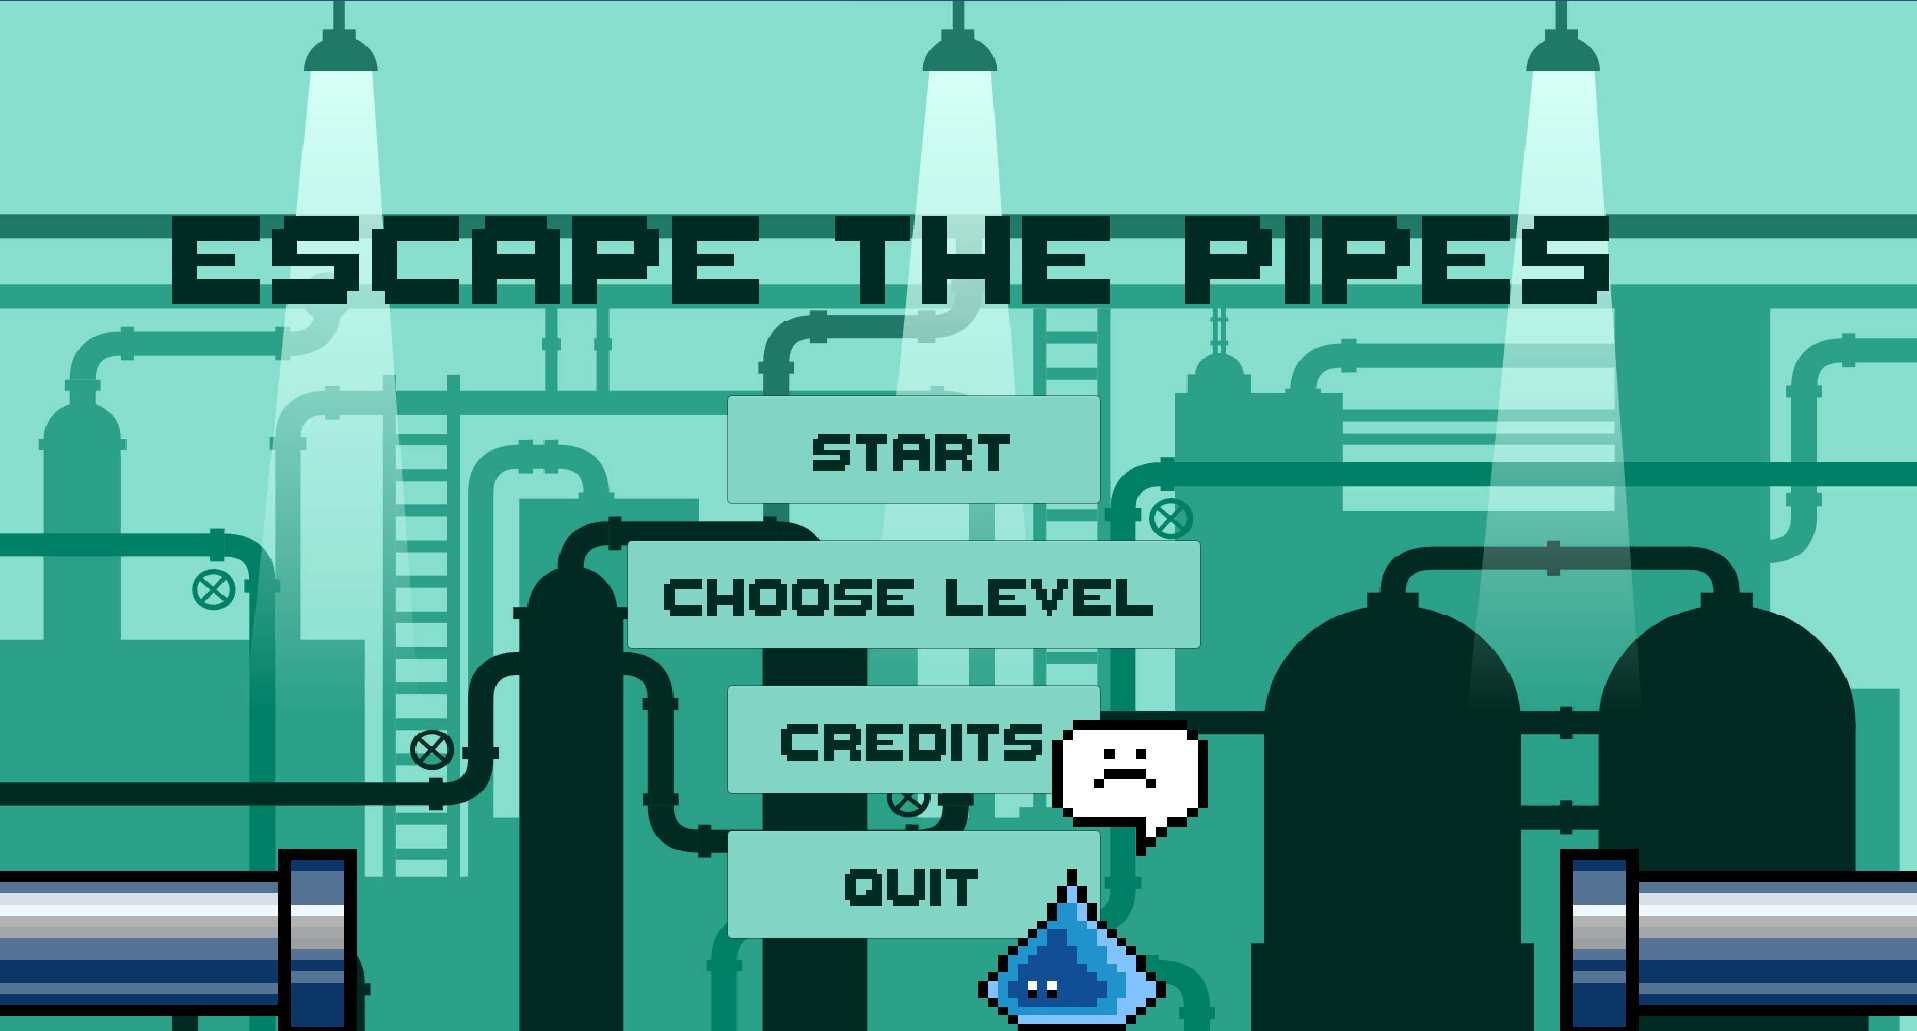 ESCAPE THE PIPES
START
CHOOSE LEVEL
CREDITS
QUIT